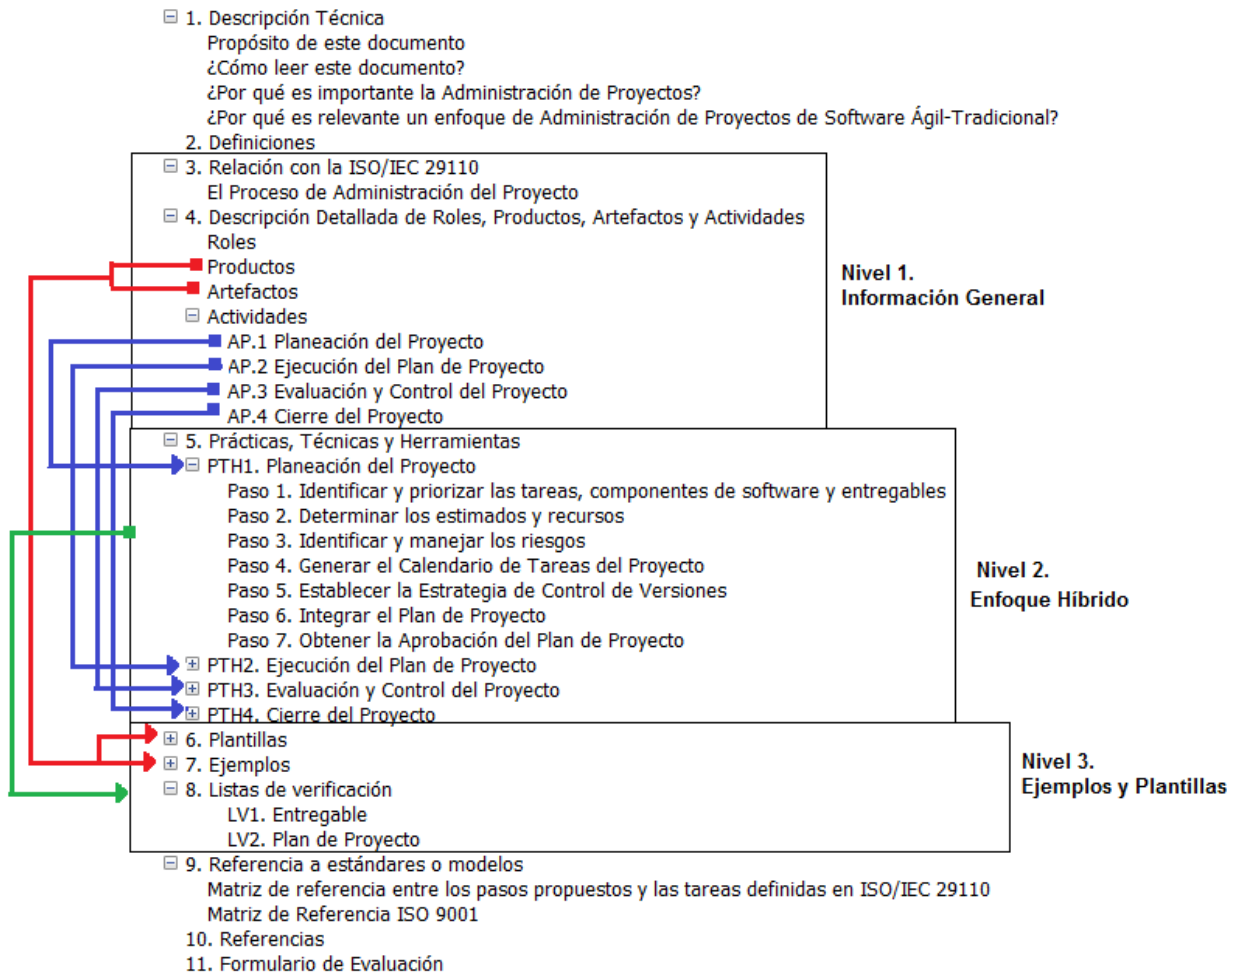 1. Descripción Técnica
Propósito de este documento
¿Cómo leer este documento?
¿Por qué es importante la Administración de Proyectos?
¿Por qué es relevante un enfoque de Administración de Proyectos de Software Ágil-Tradicional?
2. Definiciones
3. Relación con la ISO/IEC 29110
El Proceso de Administración del Proyecto
4. Descripción Detallada de Roles, Productos, Artefactos y Actividades
Roles
Productos
Artefactos
Actividades
AP.1 Planeación del Proyecto
AP.2 Ejecución del Plan de Proyecto
AP.3 Evaluación y Control del Proyecto
AP.4 Cierre del Proyecto
Nivel 1.
Información General
5. Prácticas, Técnicas y Herramientas
PTH1. Planeación del Proyecto
Paso 1. Identificar y priorizar las tareas, componentes de software y entregables
Paso 2. Determinar los estimados y recursos
Paso 3. Identificar y manejar los riesgos
Paso 4. Generar el Calendario de Tareas del Proyecto
Paso 5. Establecer la Estrategia de Control de Versiones
Paso 6. Integrar el Plan de Proyecto
Paso 7. Obtener la Aprobación del Plan de Proyecto
PTH2. Ejecución del Plan de Proyecto
PTH3. Evaluación y Control del Proyecto
PTH4. Cierre del Proyecto
Nivel 2.
Enfoque Híbrido
6. Plantillas
7. Ejemplos
8. Listas de verificación
LV1. Entregable
LV2. Plan de Proyecto
Nivel 3.
Ejemplos y Plantillas
9. Referencia a estándares o modelos
Matriz de referencia entre los pasos propuestos y las tareas definidas en ISO/IEC 29110
Matriz de Referencia ISO 9001
10. Referencias
11. Formulario de Evaluación